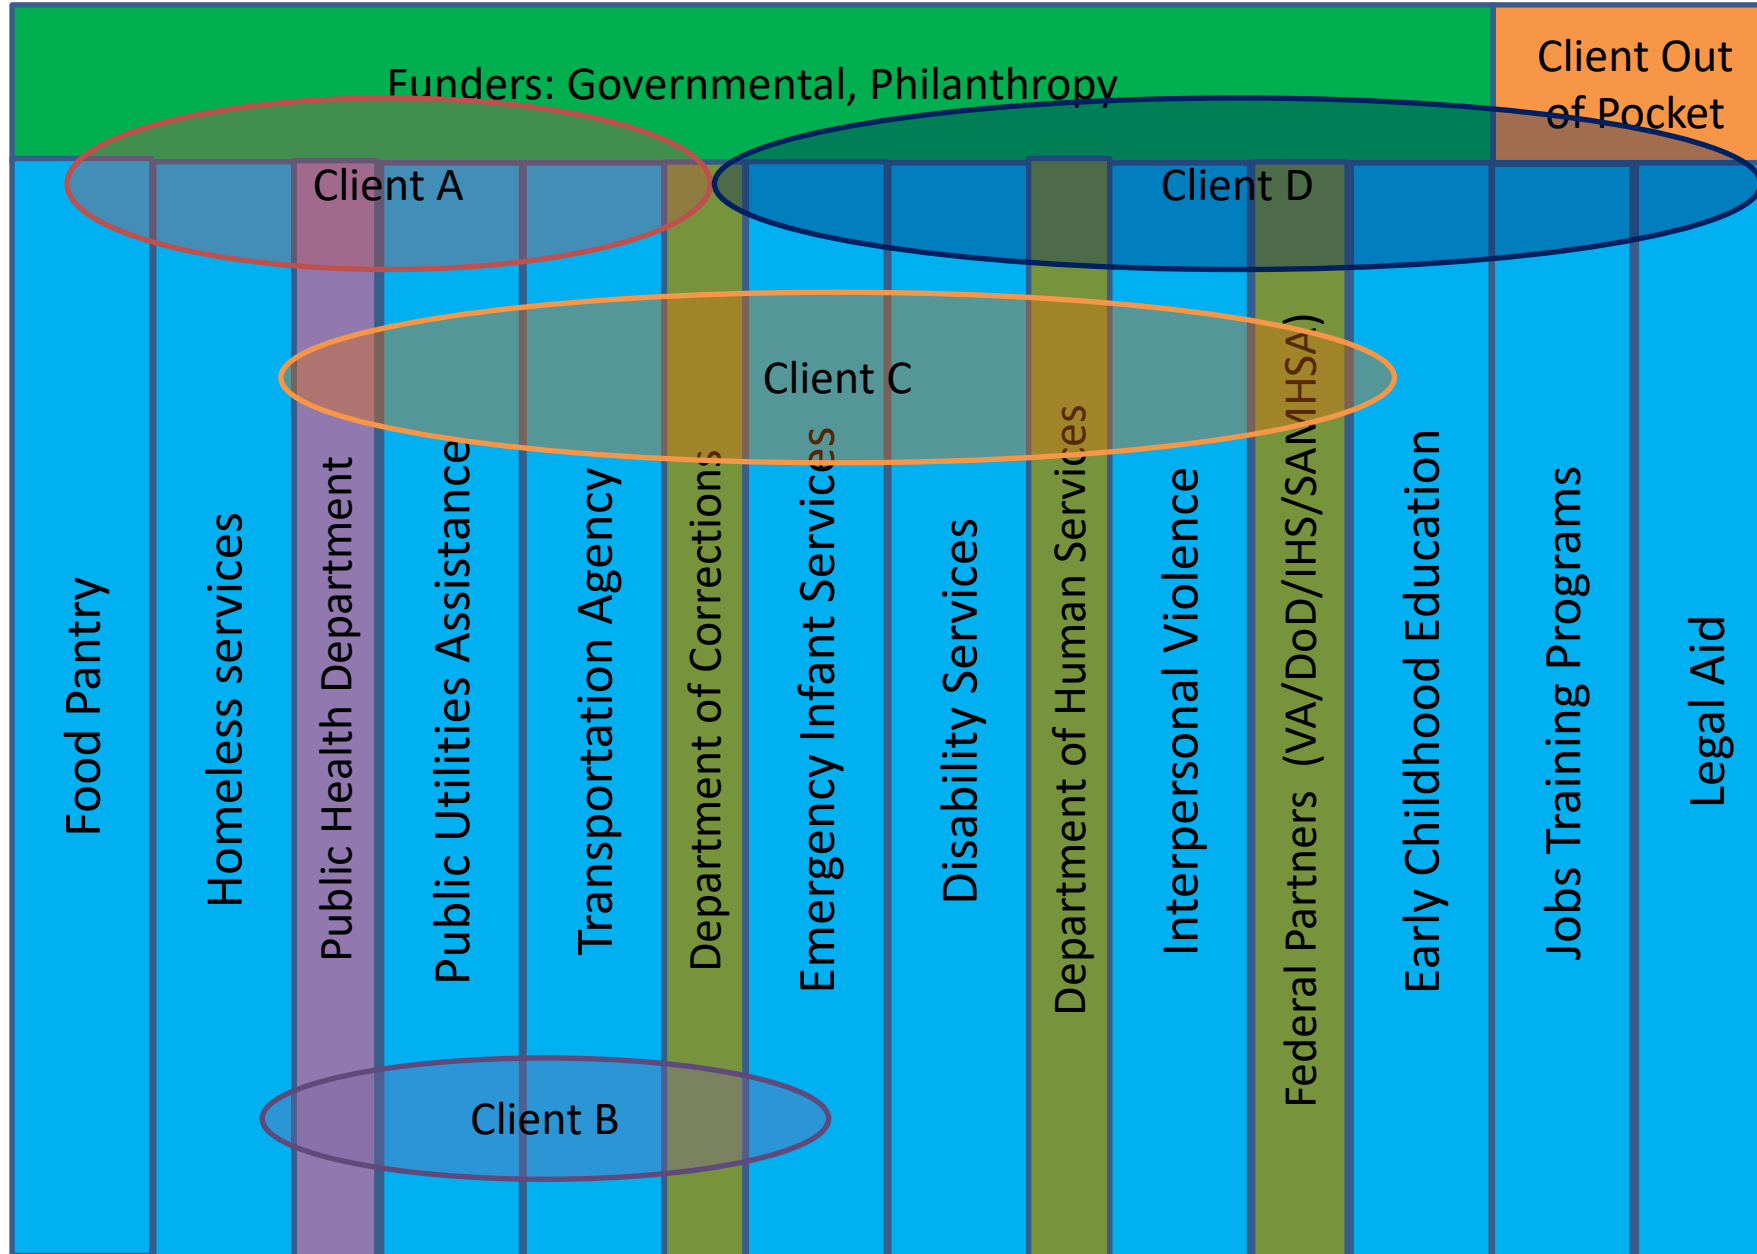 Funders: Governmental, Philanthropy
Client Out
of Pocket
Client A
Client D
Client C
Food Pantry
Homeless services
Public Health Department
Public Utilities Assistance
Transportation Agency
Department of Corrections
Emergency Infant Services
Disability Services
Department of Human Services
Interpersonal Violence
Federal Partners  (VA/DoD/IHS/SAMHSA)
Early Childhood Education
Jobs Training Programs
Legal Aid
Client B